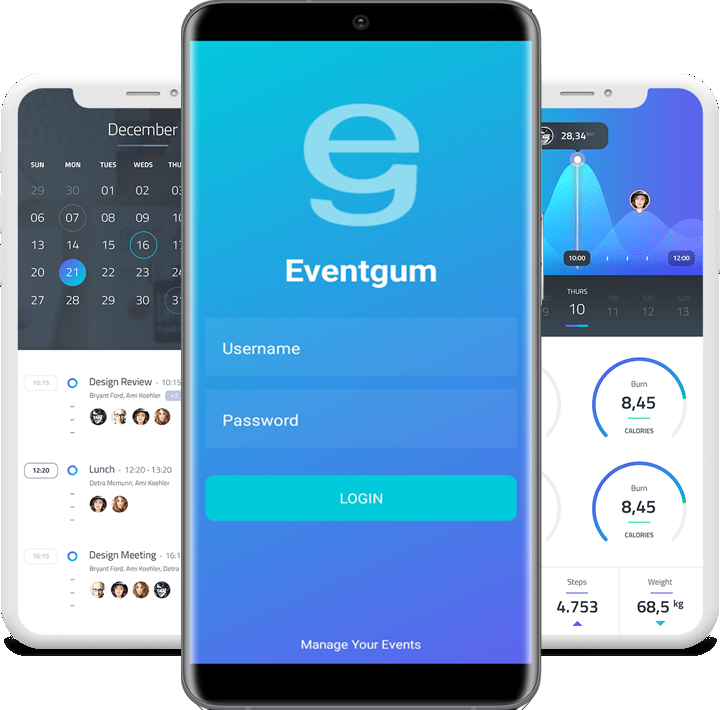 December
SUN MON TUES WEDS THU
29 30 01 02 03
06 07 08 09 10
13 14 15 16 17
20 21 22 23 24
27 28 29 30 31
10:15
Design Review · 10:15
Bryant Ford, Ami Koehler +2
12:20
Lunch · 12:20 - 13:20
Detra Mcmunn, Ami Koehler
16:15
Design Meeting · 16:1
Bryant Ford, Ami Koehler, Detra
eg
Eventgum
Username
Password
LOGIN
Manage Your Events
28,34 km
10:00 12:00
THURS FRI SAT SUN
09 10 11 12 13
Burn
8,45
CALORIES
Burn
8,45
CALORIES
Steps Weight
4.753 68,5 kg